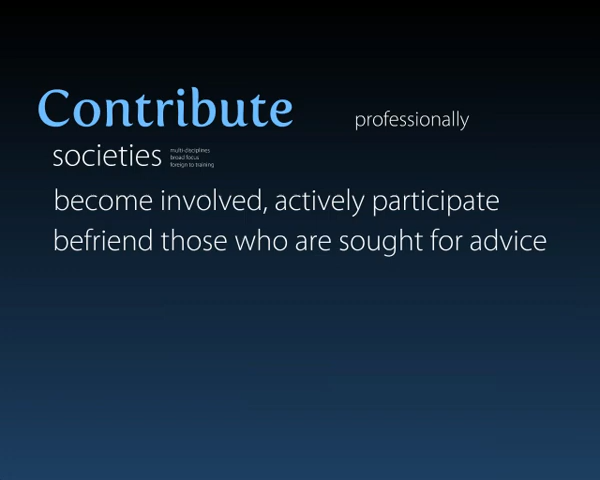 Contribute professionally
societies
multi-disciplines
broad focus
foreign to training
become involved, actively participate
befriend those who are sought for advice